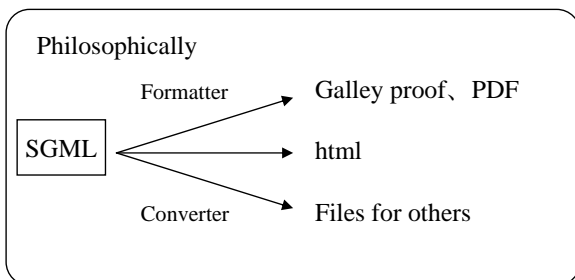 Philosophically
Formatter
Galley proof、PDF
SGML
html
Converter
Files for others